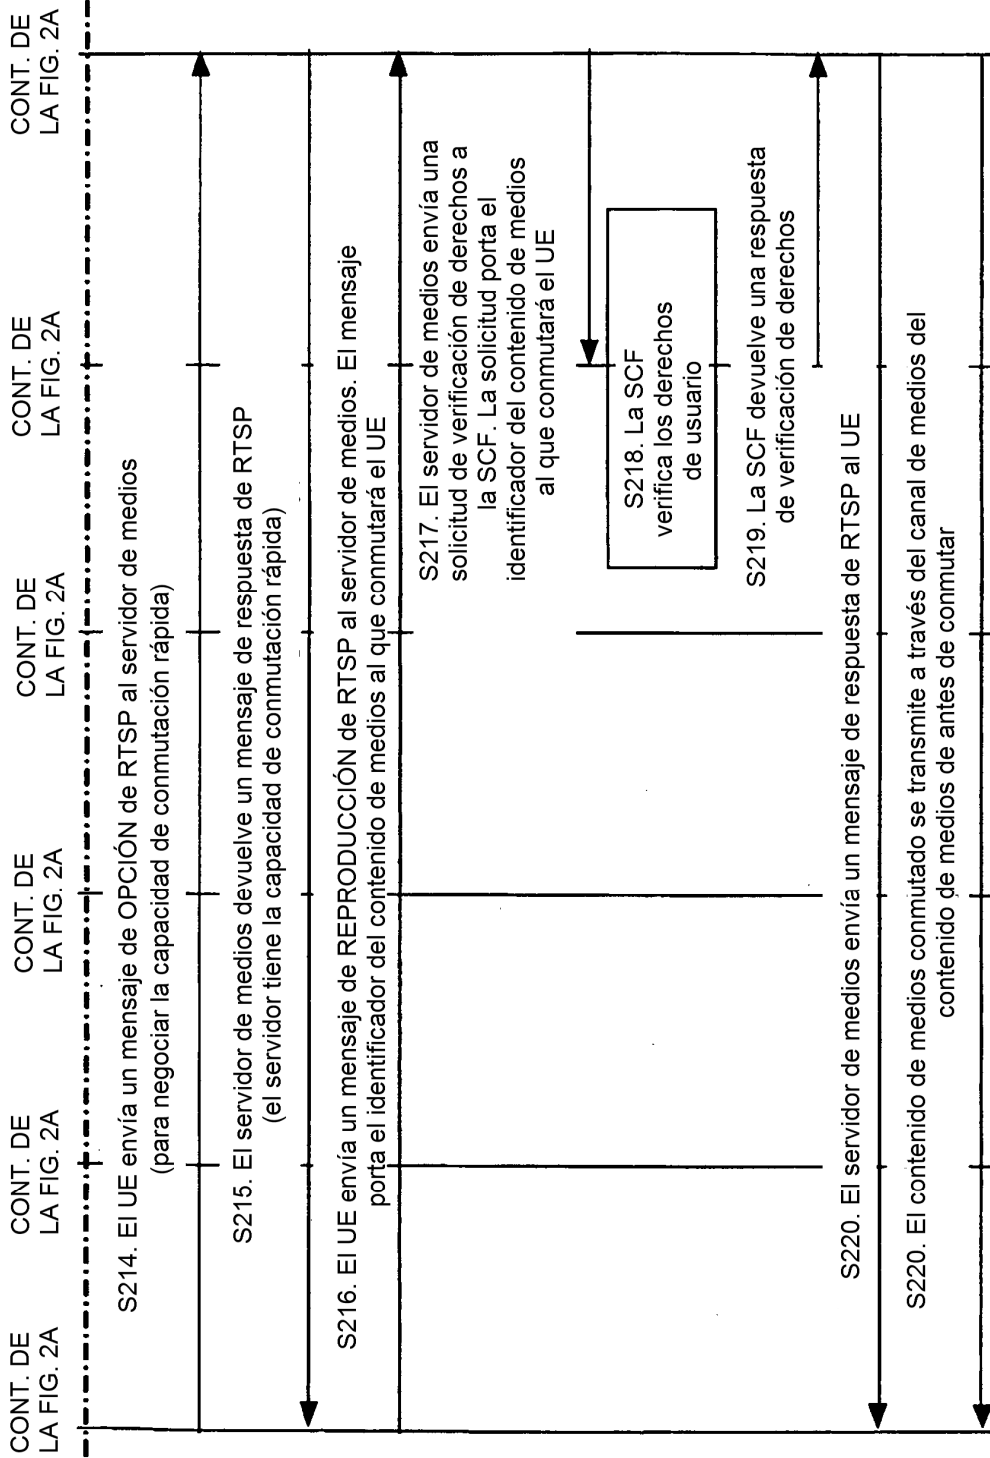 CONT. DE
LA FIG. 2A
CONT. DE
LA FIG. 2A
CONT. DE
LA FIG. 2A
CONT. DE
LA FIG. 2A
CONT. DE
LA FIG. 2A
CONT. DE
LA FIG. 2A
S214. El UE envía un mensaje de OPCIÓN de RTSP al servidor de medios
(para negociar la capacidad de conmutación rápida)
S215. El servidor de medios devuelve un mensaje de respuesta de RTSP
(el servidor tiene la capacidad de conmutación rápida)
S216. El UE envía un mensaje de REPRODUCCIÓN de RTSP al servidor de medios. El mensaje
porta el identificador del contenido de medios al que conmutará el UE
S217. El servidor de medios envía una
solicitud de verificación de derechos a
la SCF. La solicitud porta el
identificador del contenido de medios
al que conmutará el UE
S218. La SCF
verifica los derechos
de usuario
S219. La SCF devuelve una respuesta
de verificación de derechos
S220. El servidor de medios envía un mensaje de respuesta de RTSP al UE
S220. El contenido de medios conmutado se transmite a través del canal de medios del
contenido de medios de antes de conmutar